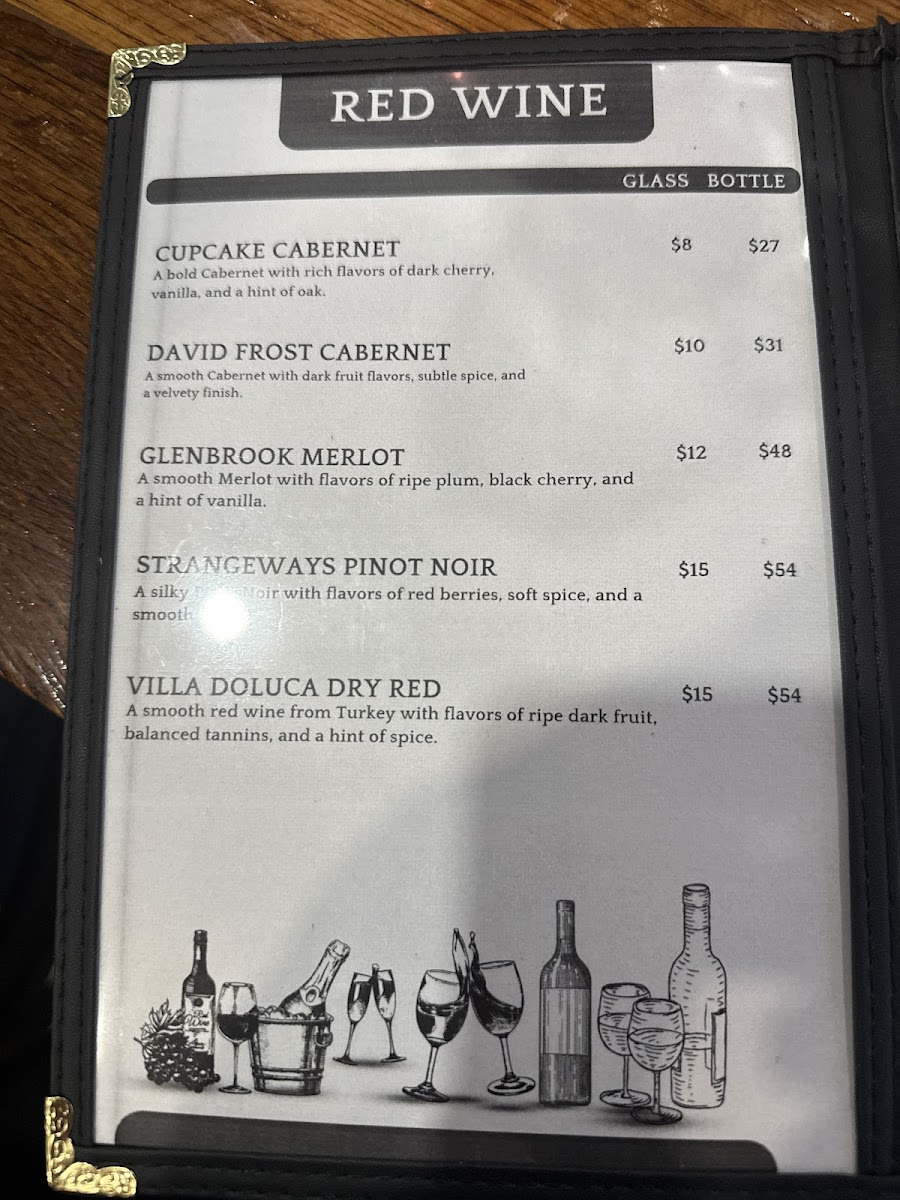 RED WINE
GLASS BOTTLE
CUPCAKE CABERNET $8 $27
A bold Cabernet with rich flavors of dark cherry,
vanilla, and a hint of oak.
DAVID FROST CABERNET $10 $31
A smooth Cabernet with dark fruit flavors, subtle spice, and
a velvety finish.
GLENBROOK MERLOT $12 $48
A smooth Merlot with flavors of ripe plum, black cherry, and
a hint of vanilla.
STRANGEWAYS PINOT NOIR $15 $54
A silky Noir with flavors of red berries, soft spice, and a
smooth
VILLA DOLUCA DRY RED $15 $54
A smooth red wine from Turkey with flavors of ripe dark fruit,
balanced tannins, and a hint of spice.
Red
Wine